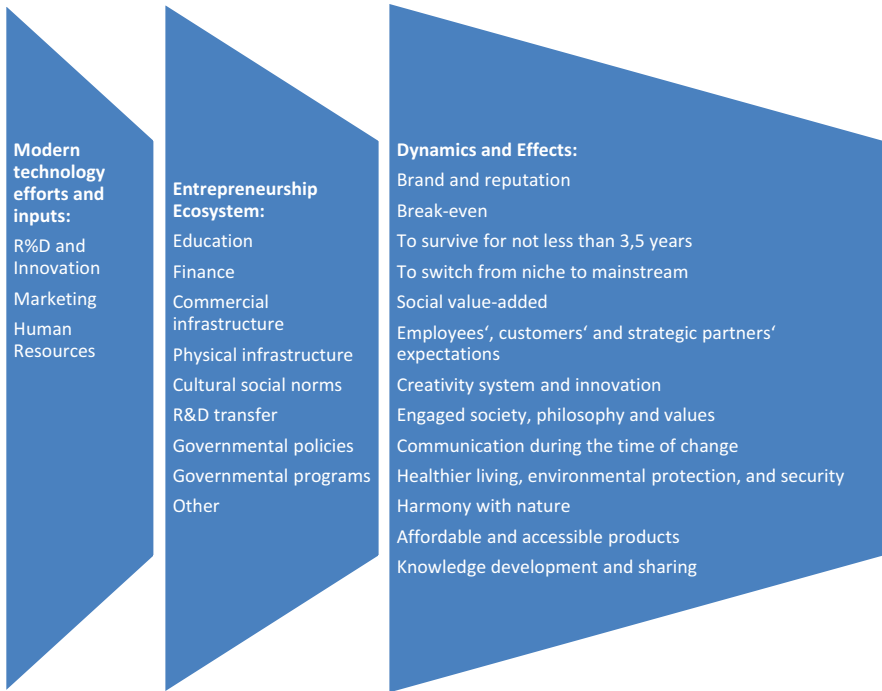 Modern
technology
efforts and
inputs:
R%D and
Innovation
Marketing
Human
Resources
Entrepreneurship
Ecosystem:
Education
Finance
Commercial
infrastructure
Physical infrastructure
Cultural social norms
R&D transfer
Governmental policies
Governmental programs
Other
Dynamics and Effects:
Brand and reputation
Break-even
To survive for not less than 3,5 years
To switch from niche to mainstream
Social value-added
Employees‘, customers‘ and strategic partners‘
expectations
Creativity system and innovation
Engaged society, philosophy and values
Communication during the time of change
Healthier living, environmental protection, and security
Harmony with nature
Affordable and accessible products
Knowledge development and sharing